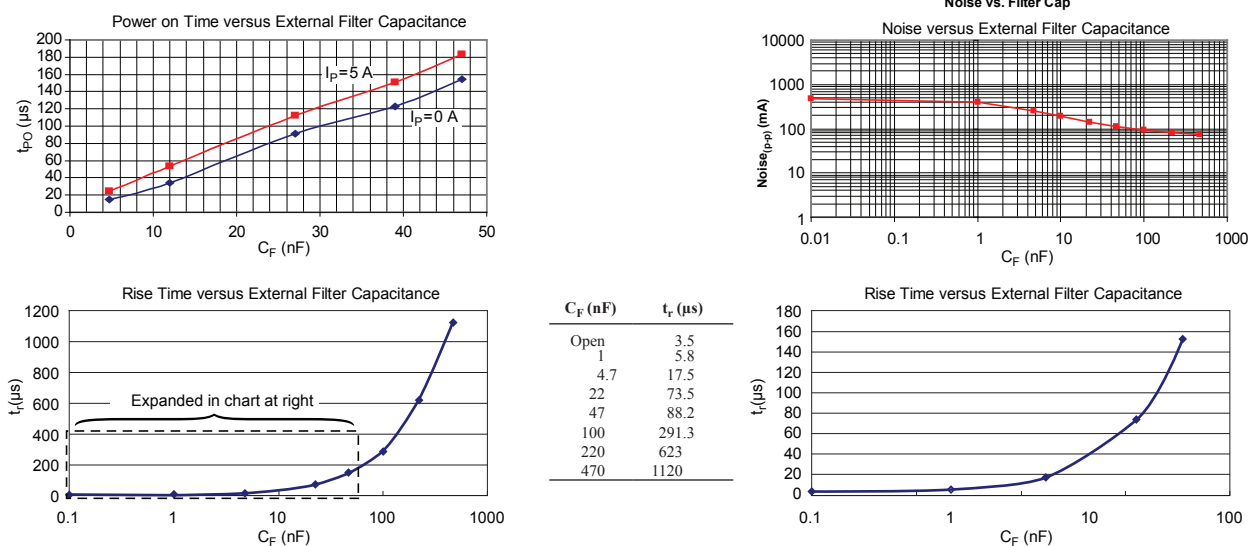 Power on Time versus External Filter Capacitance
200
180
160
140
120
100
80
60
40
20
0
t_PO (µs)
I_P=5 A
I_P=0 A
0 10 20 30 40 50
C_F (nF)
Noise vs. Filter Cap
Noise versus External Filter Capacitance
10000
1000
100
10
1
Noise(p-p) (mA)
0.01 0.1 1 10 100 1000
C_F (nF)
Rise Time versus External Filter Capacitance
1200
1000
800
600
400
200
0
t_r(µs)
Expanded in chart at right
0.1 1 10 100 1000
C_F (nF)
C_F (nF) t_r (µs)
Open 3.5
1 5.8
4.7 17.5
22 73.5
47 88.2
100 291.3
220 623
470 1120
Rise Time versus External Filter Capacitance
180
160
140
120
100
80
60
40
20
0
t_r(µs)
0.1 1 10 100
C_F (nF)